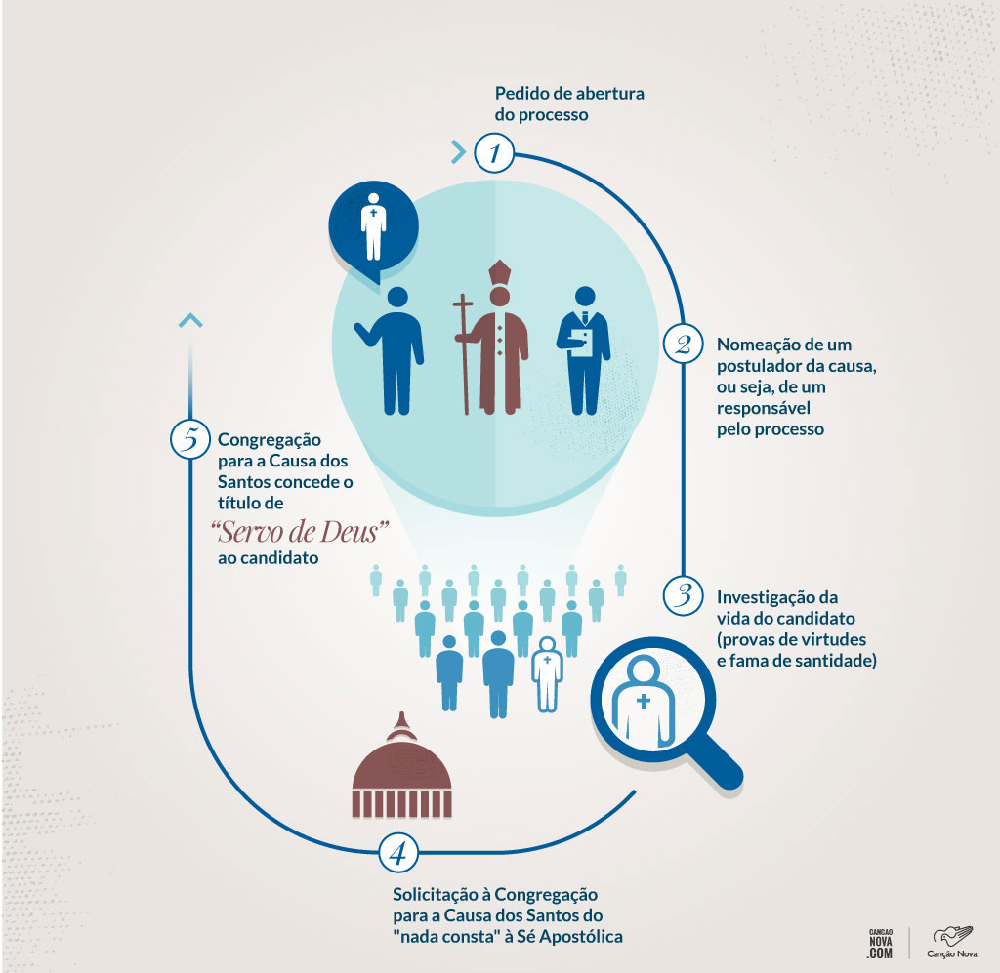 Pedido de abertura
do processo
1
2
Nomeação de um
postulador da causa,
ou seja, de um
responsável
pelo processo
3
Investigação da
vida do candidato
(provas de virtudes
e fama de santidade)
4
Solicitação à Congregação
para a Causa dos Santos do
"nada consta" à Sé Apostólica
5
Congregação
para a Causa dos
Santos concede o
título de
“Servo de Deus”
ao candidato
CANCAO
NOVA
.COM
Canção Nova